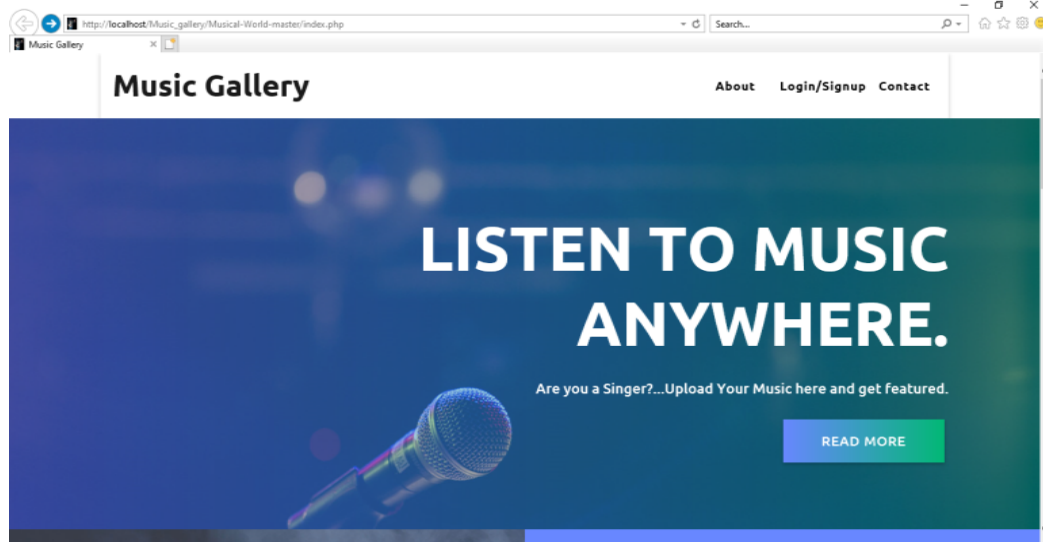 http://localhost/Music_gallery/Musical-World-master/index.php
Search...
Music Gallery
Music Gallery
About Login/Signup Contact
LISTEN TO MUSIC
ANYWHERE.
Are you a Singer?...Upload Your Music here and get featured.
READ MORE